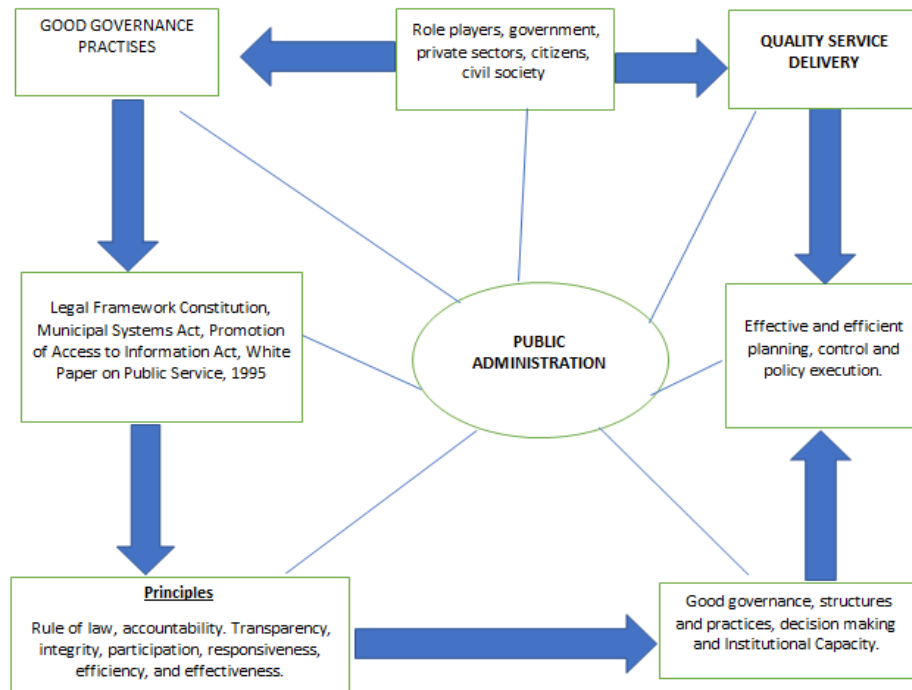 GOOD GOVERNANCE
PRACTISES
Role players, government,
private sectors, citizens,
civil society
QUALITY SERVICE
DELIVERY
Legal Framework Constitution,
Municipal Systems Act, Promotion
of Access to Information Act, White
Paper on Public Service, 1995
PUBLIC
ADMINISTRATION
Effective and efficient
planning, control and
policy execution.
Principles
Rule of law, accountability. Transparency,
integrity, participation, responsiveness,
efficiency, and effectiveness.
Good governance, structures
and practices, decision making
and Institutional Capacity.